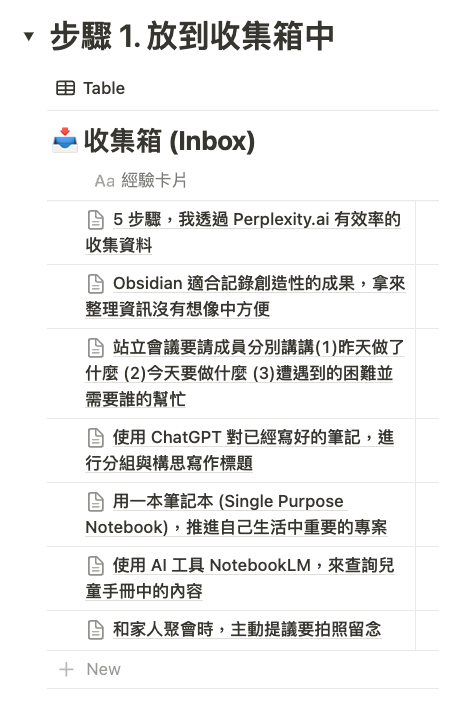 步驟 1. 放到收集箱中
Table
收集箱 (Inbox)
Aa 經驗卡片
5 步驟，我透過 Perplexity.ai 有效率的
收集資料
Obsidian 適合記錄創造性的成果，拿來
整理資訊沒有想像中方便
站立會議要請成員分別講講(1)昨天做了
什麼 (2)今天要做什麼 (3)遭遇到的困難並
需要誰的幫忙
使用 ChatGPT 對已經寫好的筆記，進
行分組與構思寫作標題
用一本筆記本 (Single Purpose
Notebook)，推進自己生活中重要的專案
使用 AI 工具 NotebookLM，來查詢兒
童手冊中的內容
和家人聚會時，主動提議要拍照留念
New